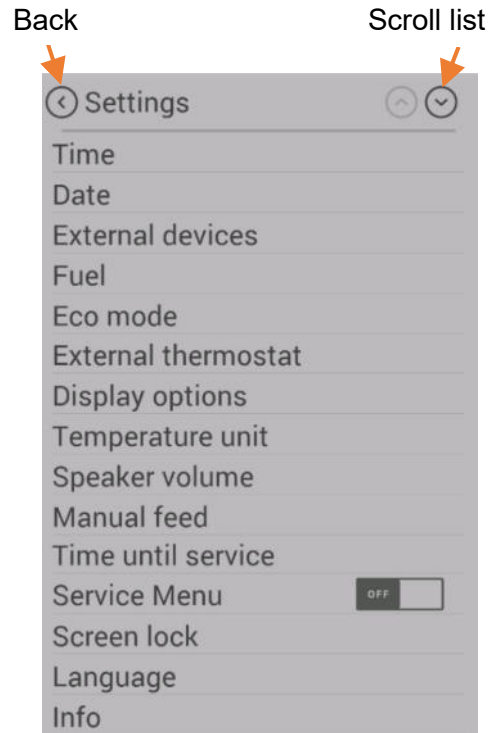 Back Scroll list
Settings
Time
Date
External devices
Fuel
Eco mode
External thermostat
Display options
Temperature unit
Speaker volume
Manual feed
Time until service
Service Menu OFF
Screen lock
Language
Info